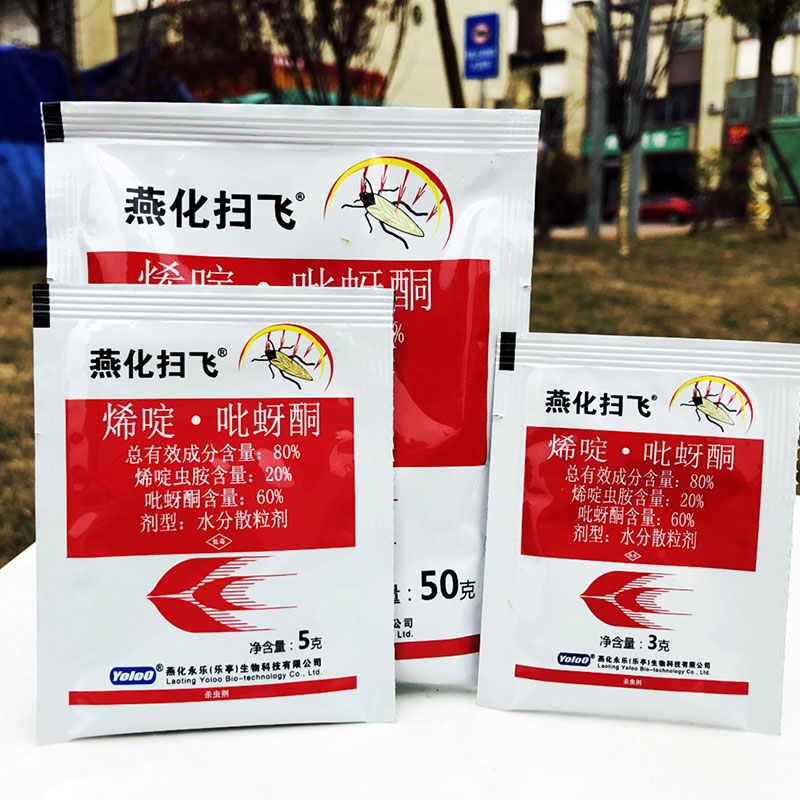 燕化扫飞®
烯啶·吡蚜酮
50克
公司
Ltd.
燕化扫飞®
烯啶·吡蚜酮
总有效成分含量:80%
烯啶虫胺含量:20%
吡蚜酮含量:60%
剂型:水分散粒剂
低毒
净含量:5克
YoloO® 燕化永乐(乐亭)生物科技有限公司
Laoting Yoloo Bio-technology Co., Ltd.
杀虫剂
燕化扫飞®
烯啶·吡蚜酮
总有效成分含量:80%
烯啶虫胺含量:20%
吡蚜酮含量:60%
剂型:水分散粒剂
净含量:3克
YoloO® 燕化永乐(乐亭)生物科技有限公司
Laoting Yoloo Bio-technology Co., Ltd.
杀虫剂